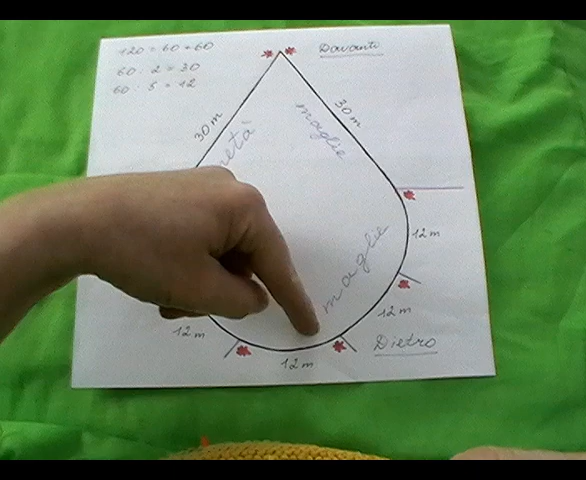 120 = 60 + 60
60 : 2 = 30
60 : 5 = 12
Davanti
30 m
30 m
maglie
12 m
maglie
12 m
12 m
12 m
Dietro